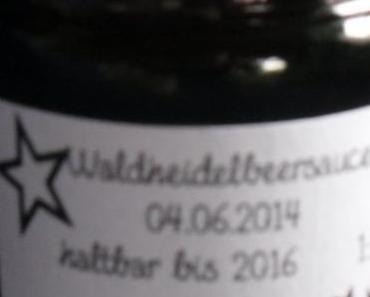 Waldheidelbeersauce
04.06.2014
haltbar bis 2016